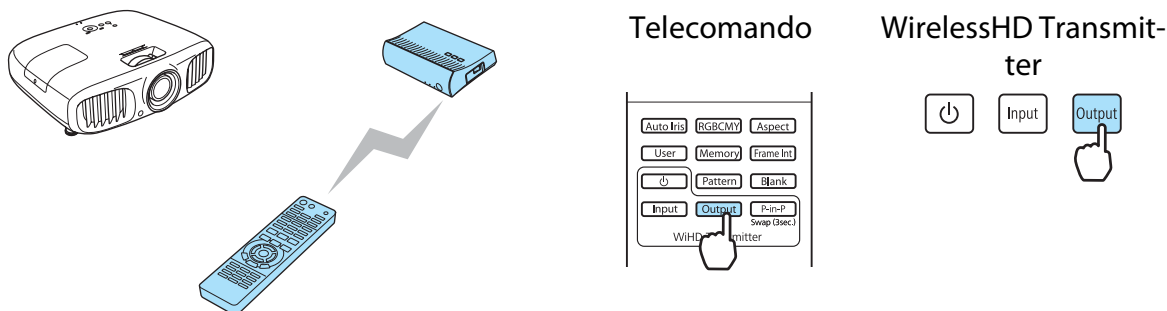 Telecomando
WirelessHD Transmit-
ter
Auto Iris RGBCMY Aspect
User Memory Frame Int
Pattern Blank
Input Output P-in-P
Swap (3sec.)
WiHD
mitter
Input Output